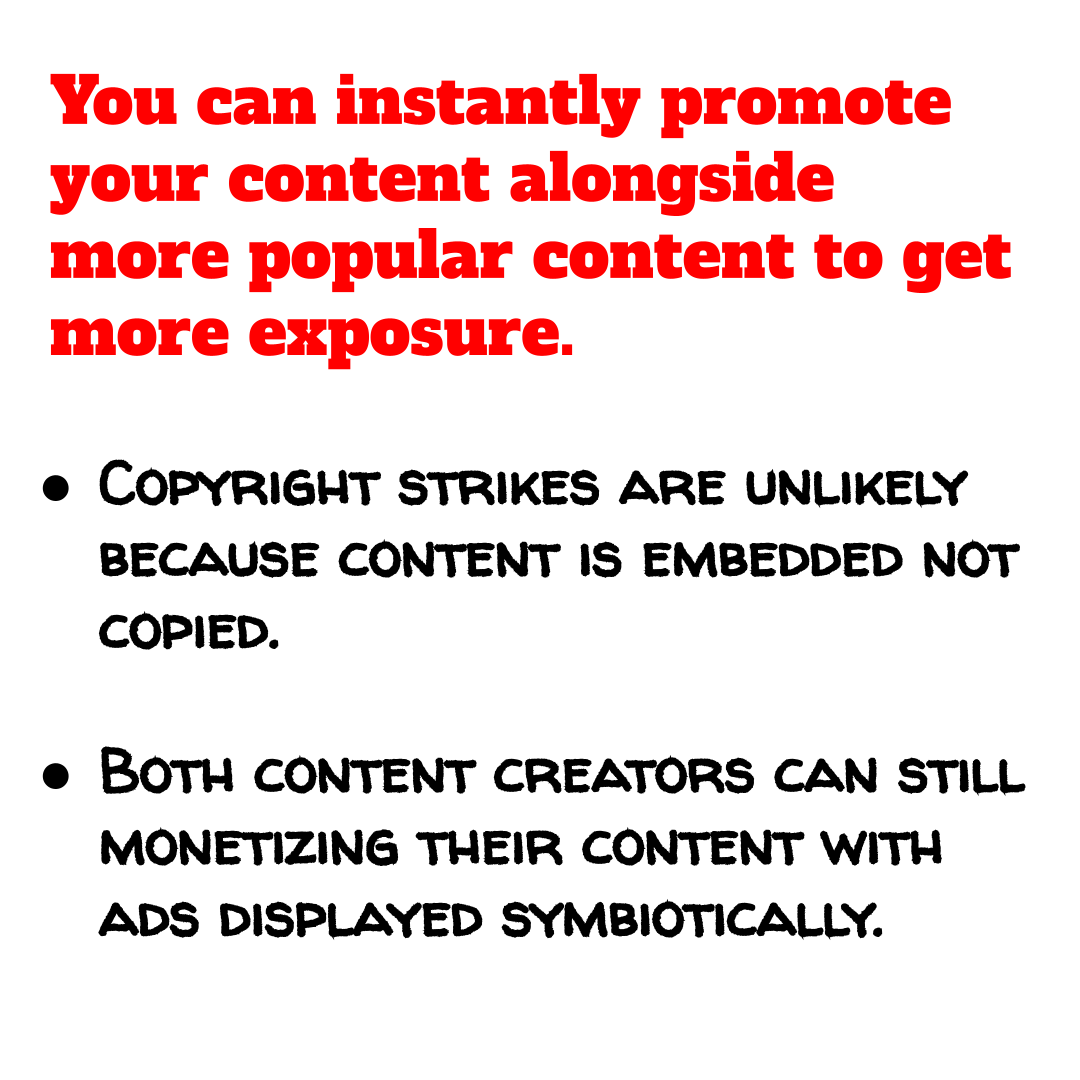 You can instantly promote
your content alongside
more popular content to get
more exposure.
• Copyright strikes are unlikely
because content is embedded not
copied.
• Both content creators can still
monetizing their content with
ads displayed symbiotically.